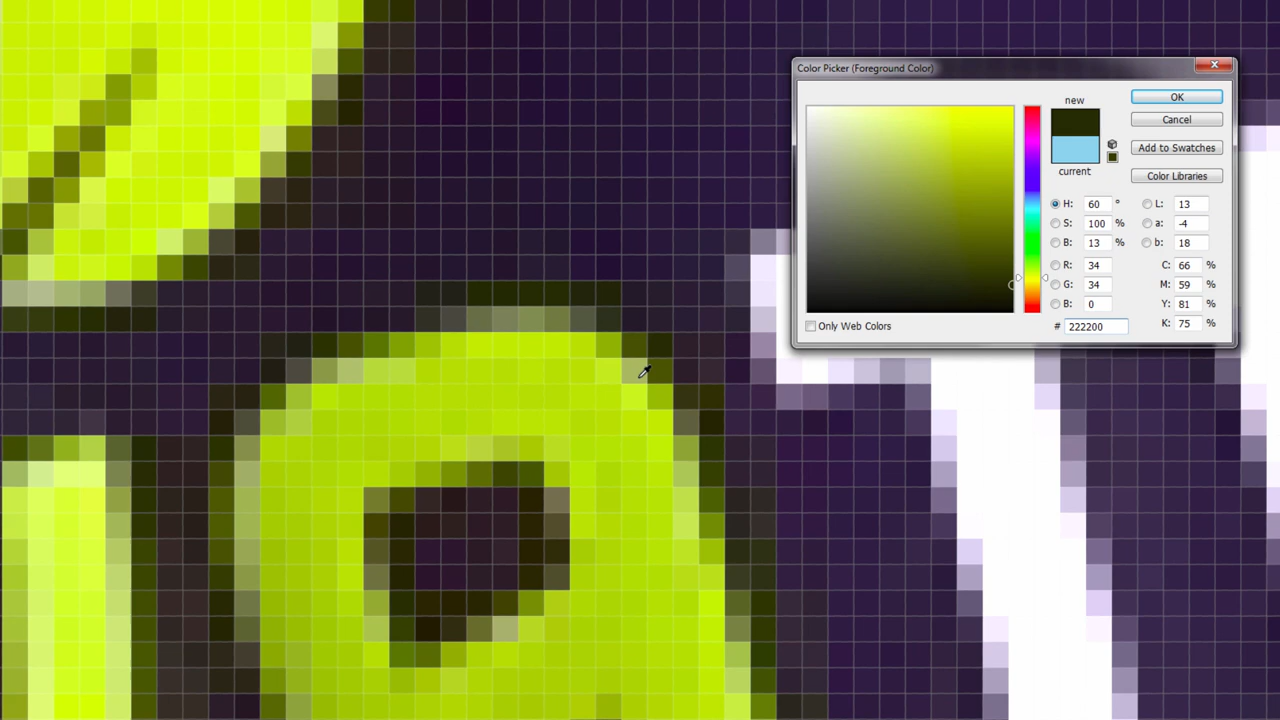 Color Picker (Foreground Color)
new
current
OK
Cancel
Add to Swatches
Color Libraries
H: 60 °
S: 100 %
B: 13 %
R: 34
G: 34
B: 0
L: 13
a: -4
b: 18
C: 66 %
M: 59 %
Y: 81 %
K: 75 %
Only Web Colors
# 222200